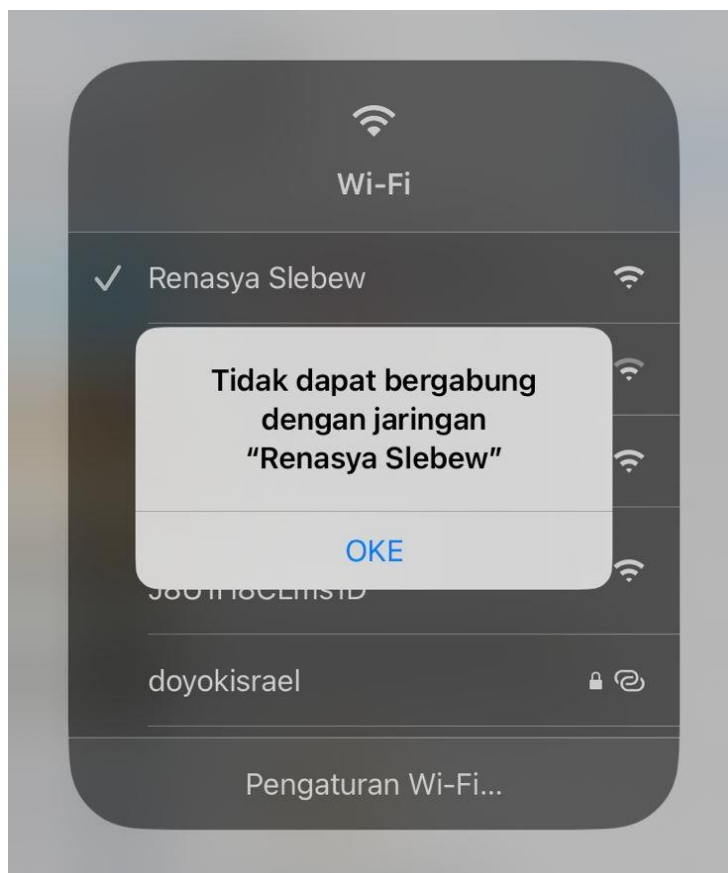 Wi-Fi
Renasya Slebew
Tidak dapat bergabung
dengan jaringan
“Renasya Slebew”
OKE
doyokisrael
Pengaturan Wi-Fi...